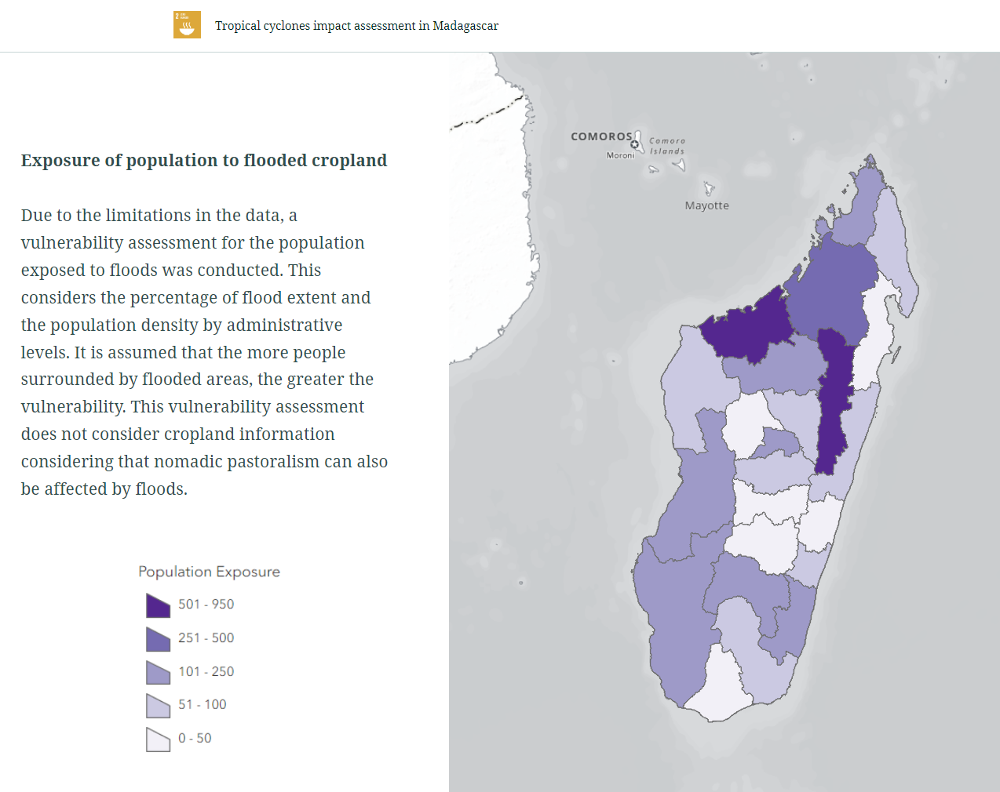 2 ZERO HUNGER
Tropical cyclones impact assessment in Madagascar
Exposure of population to flooded cropland
Due to the limitations in the data, a
vulnerability assessment for the population
exposed to floods was conducted. This
considers the percentage of flood extent and
the population density by administrative
levels. It is assumed that the more people
surrounded by flooded areas, the greater the
vulnerability. This vulnerability assessment
does not consider cropland information
considering that nomadic pastoralism can also
be affected by floods.
Population Exposure
501 - 950
251 - 500
101 - 250
51 - 100
0 - 50
COMOROS
Moroni
Comoro
Islands
Mayotte